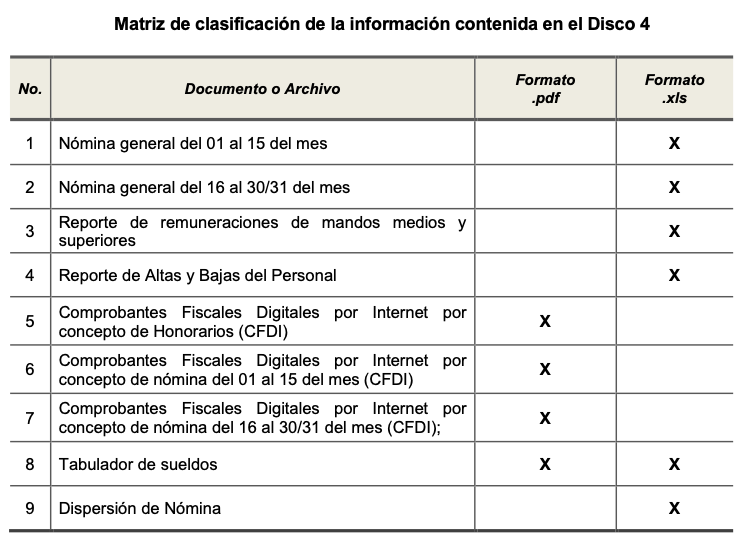 Matriz de clasificación de la información contenida en el Disco 4
No. Documento o Archivo Formato .pdf Formato .xls
1 Nómina general del 01 al 15 del mes X
2 Nómina general del 16 al 30/31 del mes X
3 Reporte de remuneraciones de mandos medios y
superiores X
4 Reporte de Altas y Bajas del Personal X
5 Comprobantes Fiscales Digitales por Internet por
concepto de Honorarios (CFDI) X
6 Comprobantes Fiscales Digitales por Internet por
concepto de nómina del 01 al 15 del mes (CFDI) X
7 Comprobantes Fiscales Digitales por Internet por
concepto de nómina del 16 al 30/31 del mes (CFDI); X
8 Tabulador de sueldos X X
9 Dispersión de Nómina X